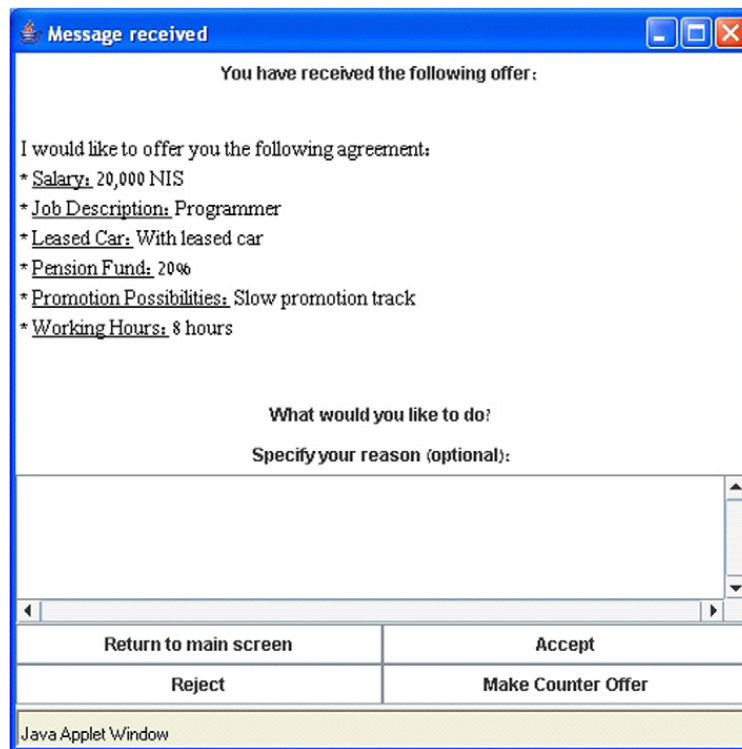 Message received
You have received the following offer:
I would like to offer you the following agreement:
* Salary: 20,000 NIS
* Job Description: Programmer
* Leased Car: With leased car
* Pension Fund: 20%
* Promotion Possibilities: Slow promotion track
* Working Hours: 8 hours
What would you like to do?
Specify your reason (optional):
Return to main screen
Accept
Reject
Make Counter Offer
Java Applet Window